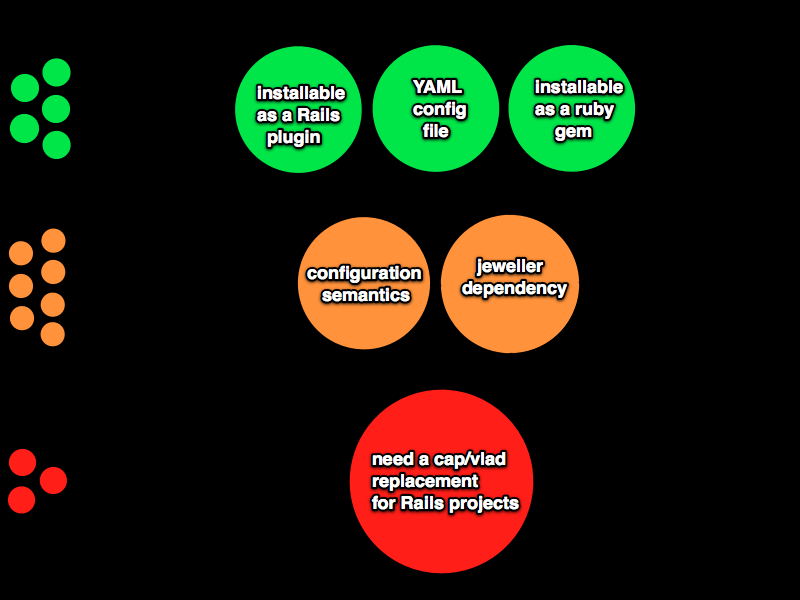 installable
as a Rails
plugin
YAML
config
file
installable
as a ruby
gem
configuration
semantics
jeweller
dependency
need a cap/vlad
replacement
for Rails projects